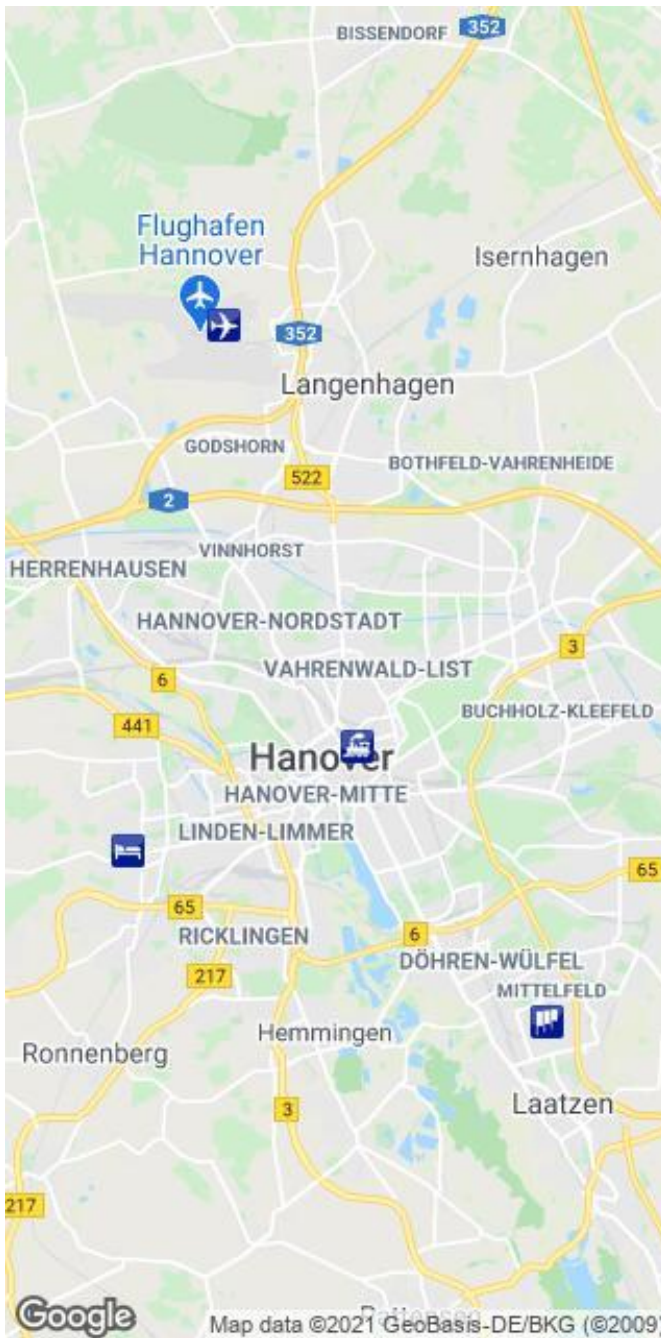 352
BISSENDORF
Flughafen
Hannover
Isernhagen
352
Langenhagen
GODSHORN
BOTHFELD-VAHRENHEIDE
522
2
VINNHORST
HERRENHAUSEN
HANNOVER-NORDSTADT
3
VAHRENWALD-LIST
6
BUCHHOLZ-KLEEFELD
441
Hanover
HANOVER-MITTE
LINDEN-LIMMER
65
65
RICKLINGEN
6
DÖHREN-WÜLFEL
217
MITTELFELD
Hemmingen
Ronnenberg
Laatzen
3
217
Google
Map data ©2021 GeoBasis-DE/BKG (©2009